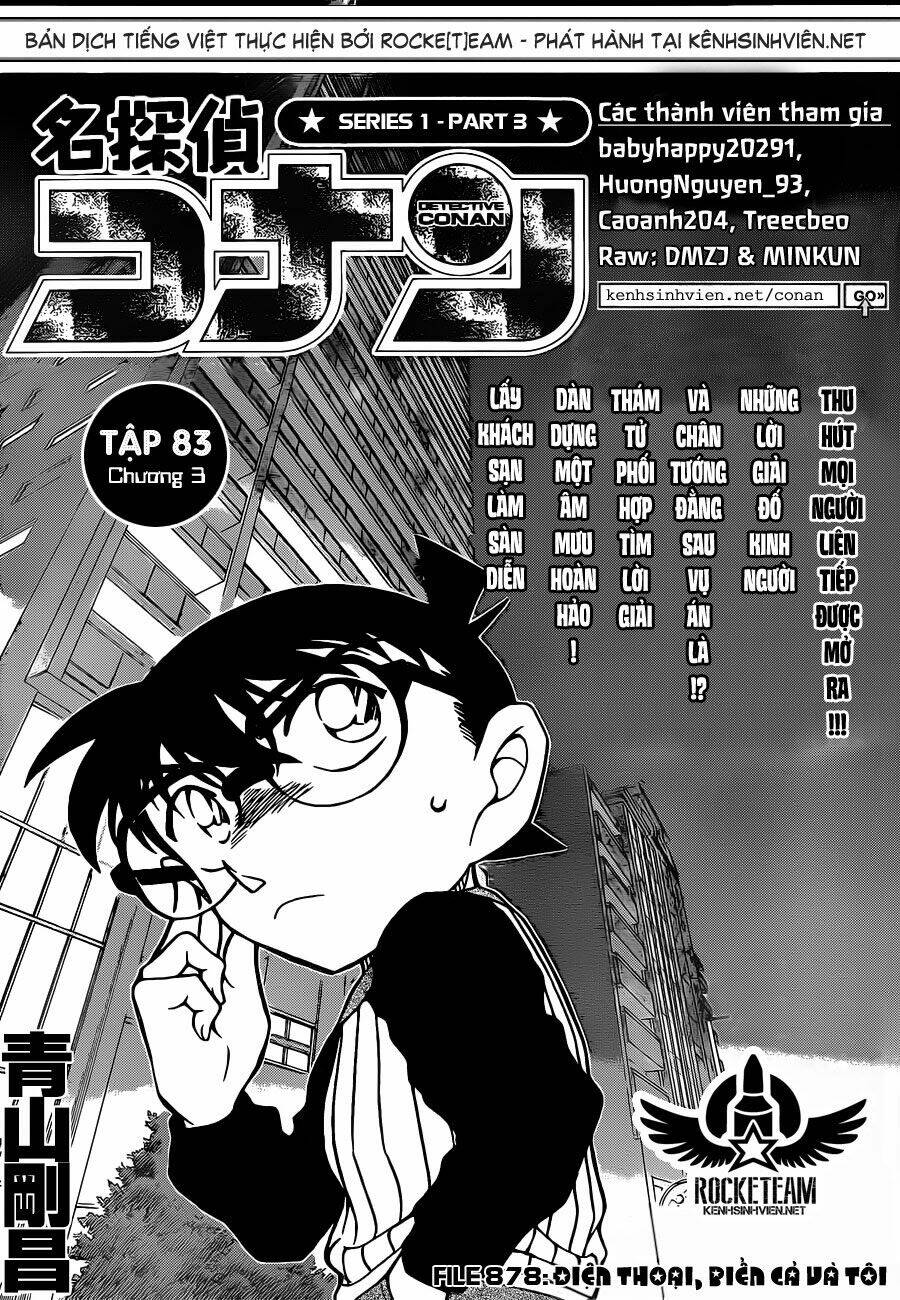 BẢN DỊCH TIẾNG VIỆT THỰC HIỆN BỞI ROCKE[T]EAM - PHÁT HÀNH TẠI KÊNHSINHVIÊN.NET
名探偵
★ SERIES 1 - PART 3 ★
コナン
DETECTIVE
CONAN
Các thành viên tham gia
babyhappy20291,
HuongNguyen_93,
Caoanh204, Treecbeo
Raw: DMZJ & MINKUN
kenhsinhvien.net/conan GO»
TẬP 83
Chương 3
THU HÚT MỌI NGƯỜI LIÊN TIẾP ĐƯỢC MỞ RA !!!
NHỮNG LỜI GIẢI ĐỐ KINH NGƯỜI
VÀ CHÂN TƯỚNG ĐẰNG SAU VỤ ÁN LÀ !?
THÁM TỬ PHỐI HỢP TÌM LỜI GIẢI
DÀN DỰNG MỘT ÂM MƯU HOÀN HẢO !
LẤY KHÁCH SẠN LÀM SÀN DIỄN
青山剛昌
ROCKETEAM
KENHSINHVIEN.NET
FILE 878: ĐIỆN THOẠI, BIỂN CẢ VÀ TÔI